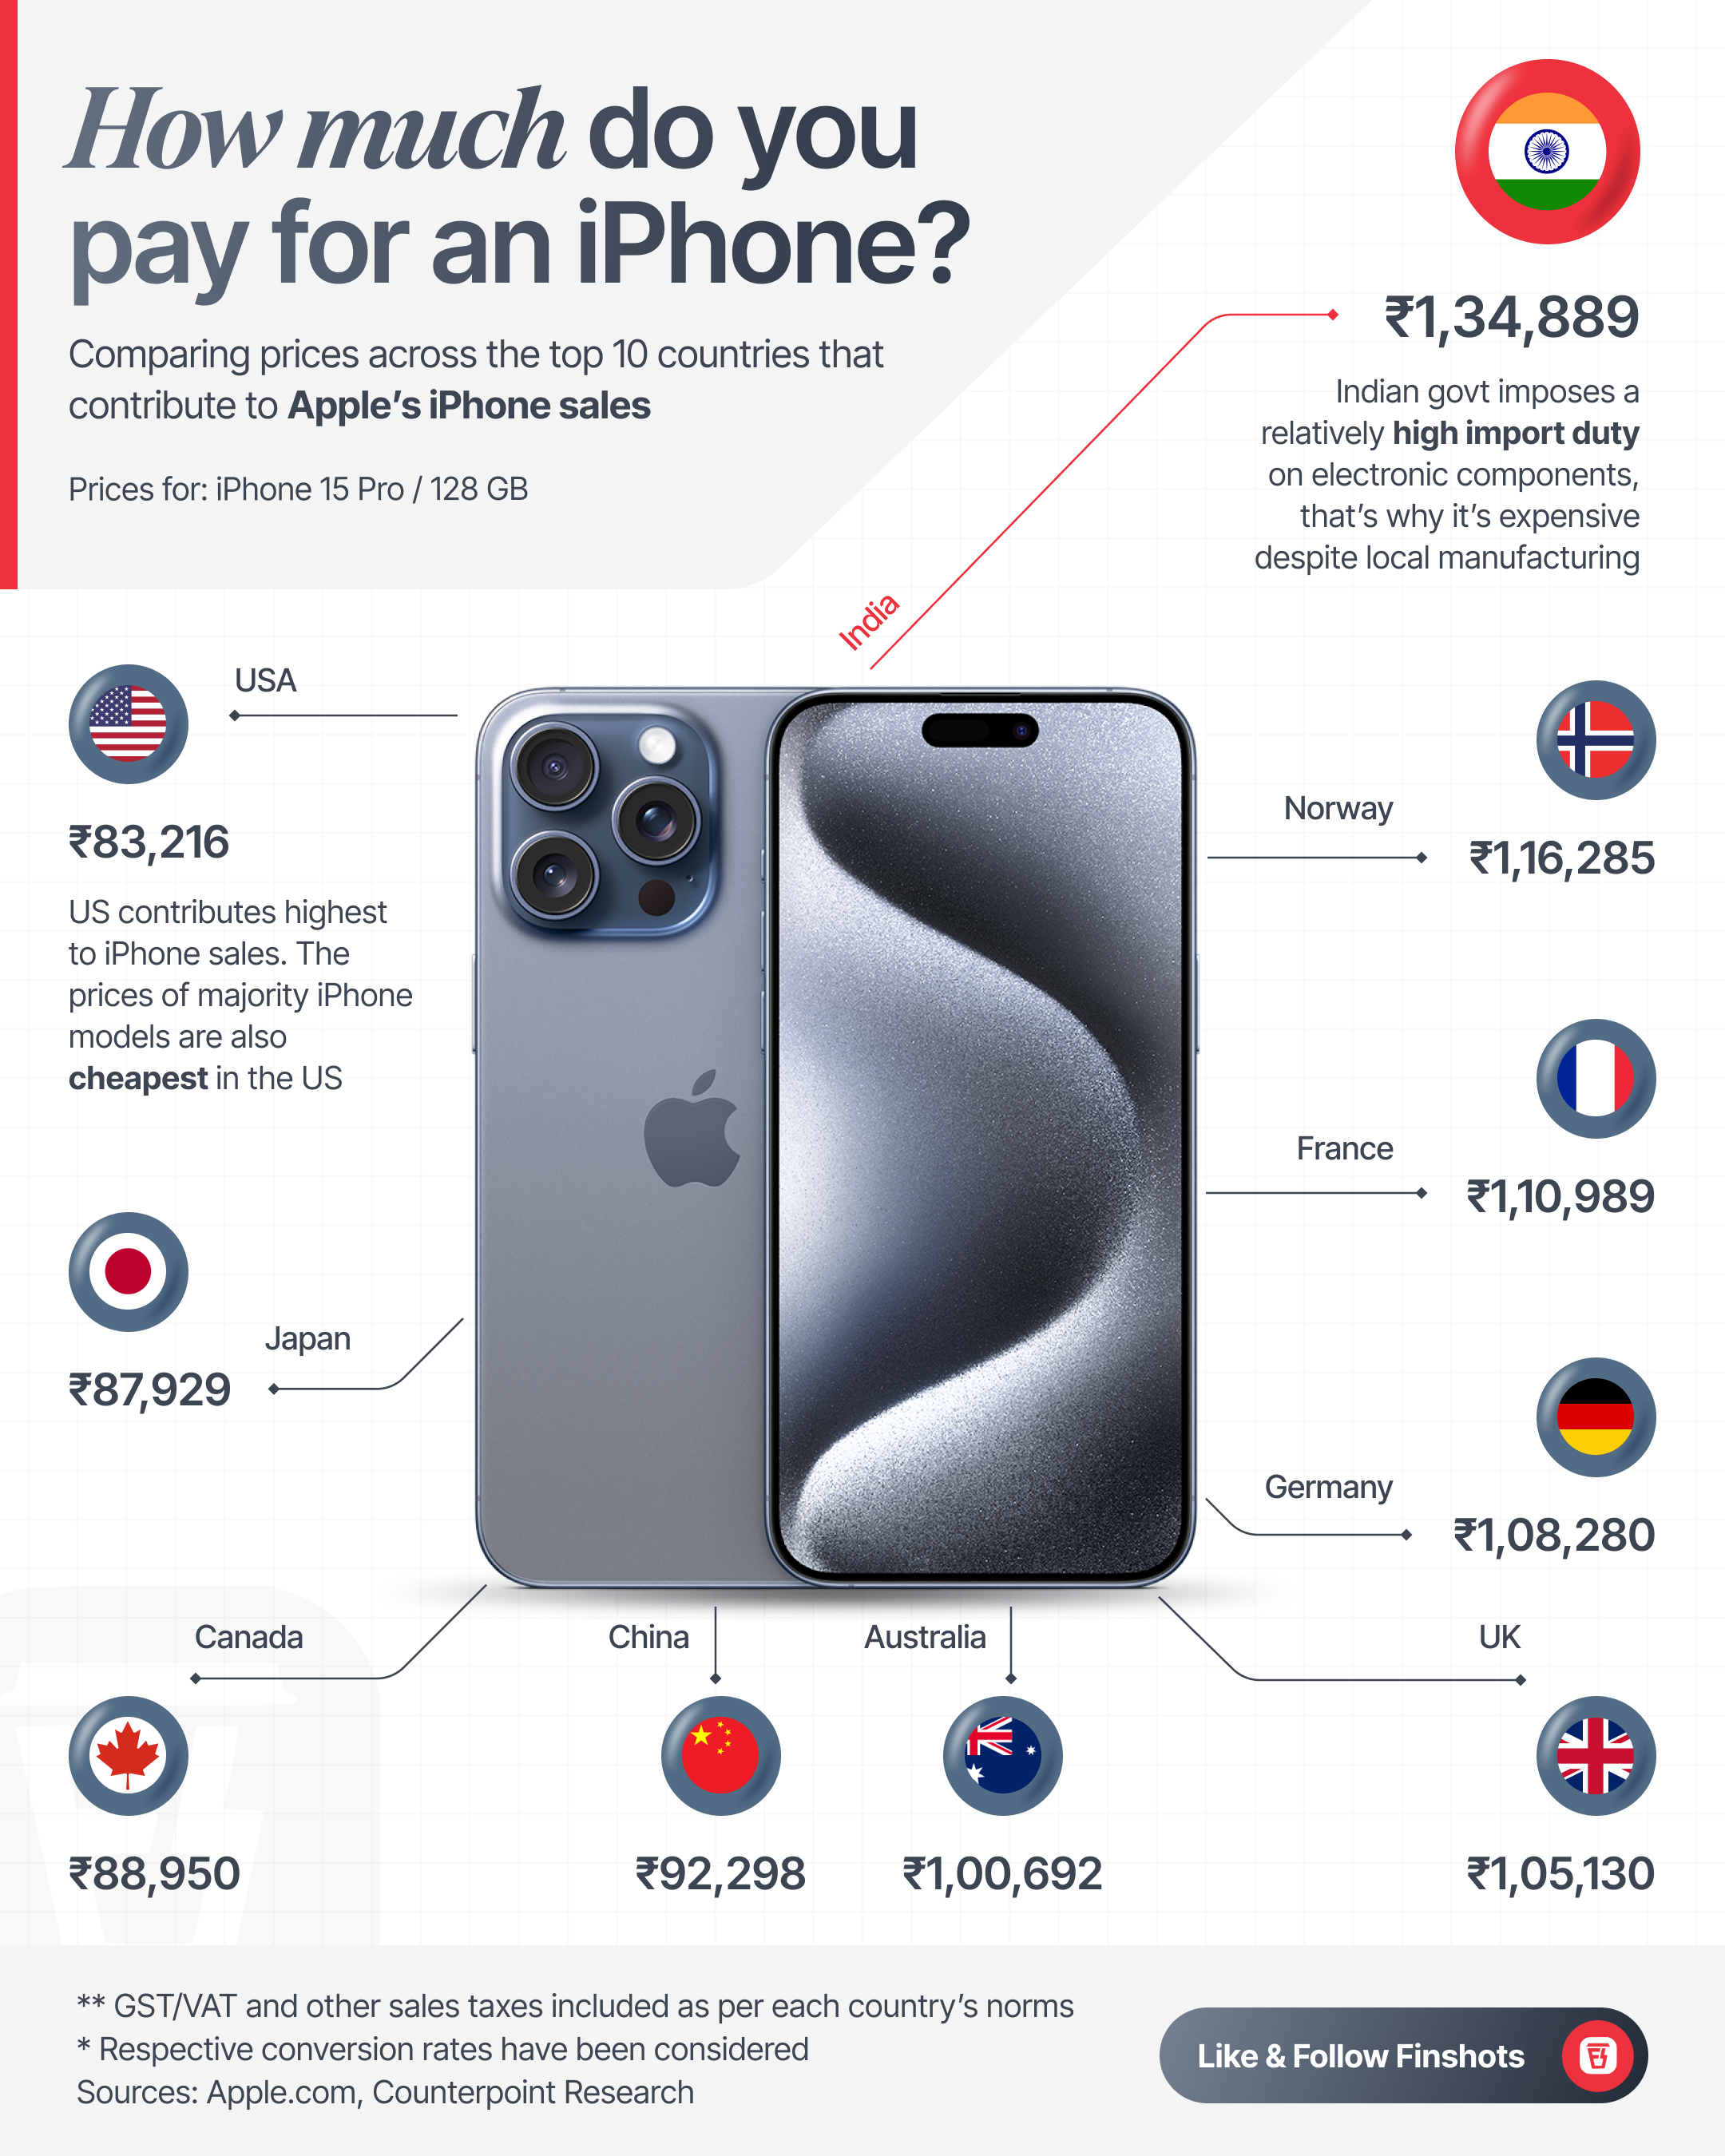 How much do you
pay for an iPhone?
Comparing prices across the top 10 countries that
contribute to Apple’s iPhone sales
Prices for: iPhone 15 Pro / 128 GB
₹1,34,889
Indian govt imposes a
relatively high import duty
on electronic components,
that’s why it’s expensive
despite local manufacturing
India
USA
₹83,216
US contributes highest
to iPhone sales. The
prices of majority iPhone
models are also
cheapest in the US
Norway
₹1,16,285
France
₹1,10,989
Japan
₹87,929
Germany
₹1,08,280
Canada
₹88,950
China
₹92,298
Australia
₹1,00,692
UK
₹1,05,130
** GST/VAT and other sales taxes included as per each country’s norms
* Respective conversion rates have been considered
Sources: Apple.com, Counterpoint Research
Like & Follow Finshots